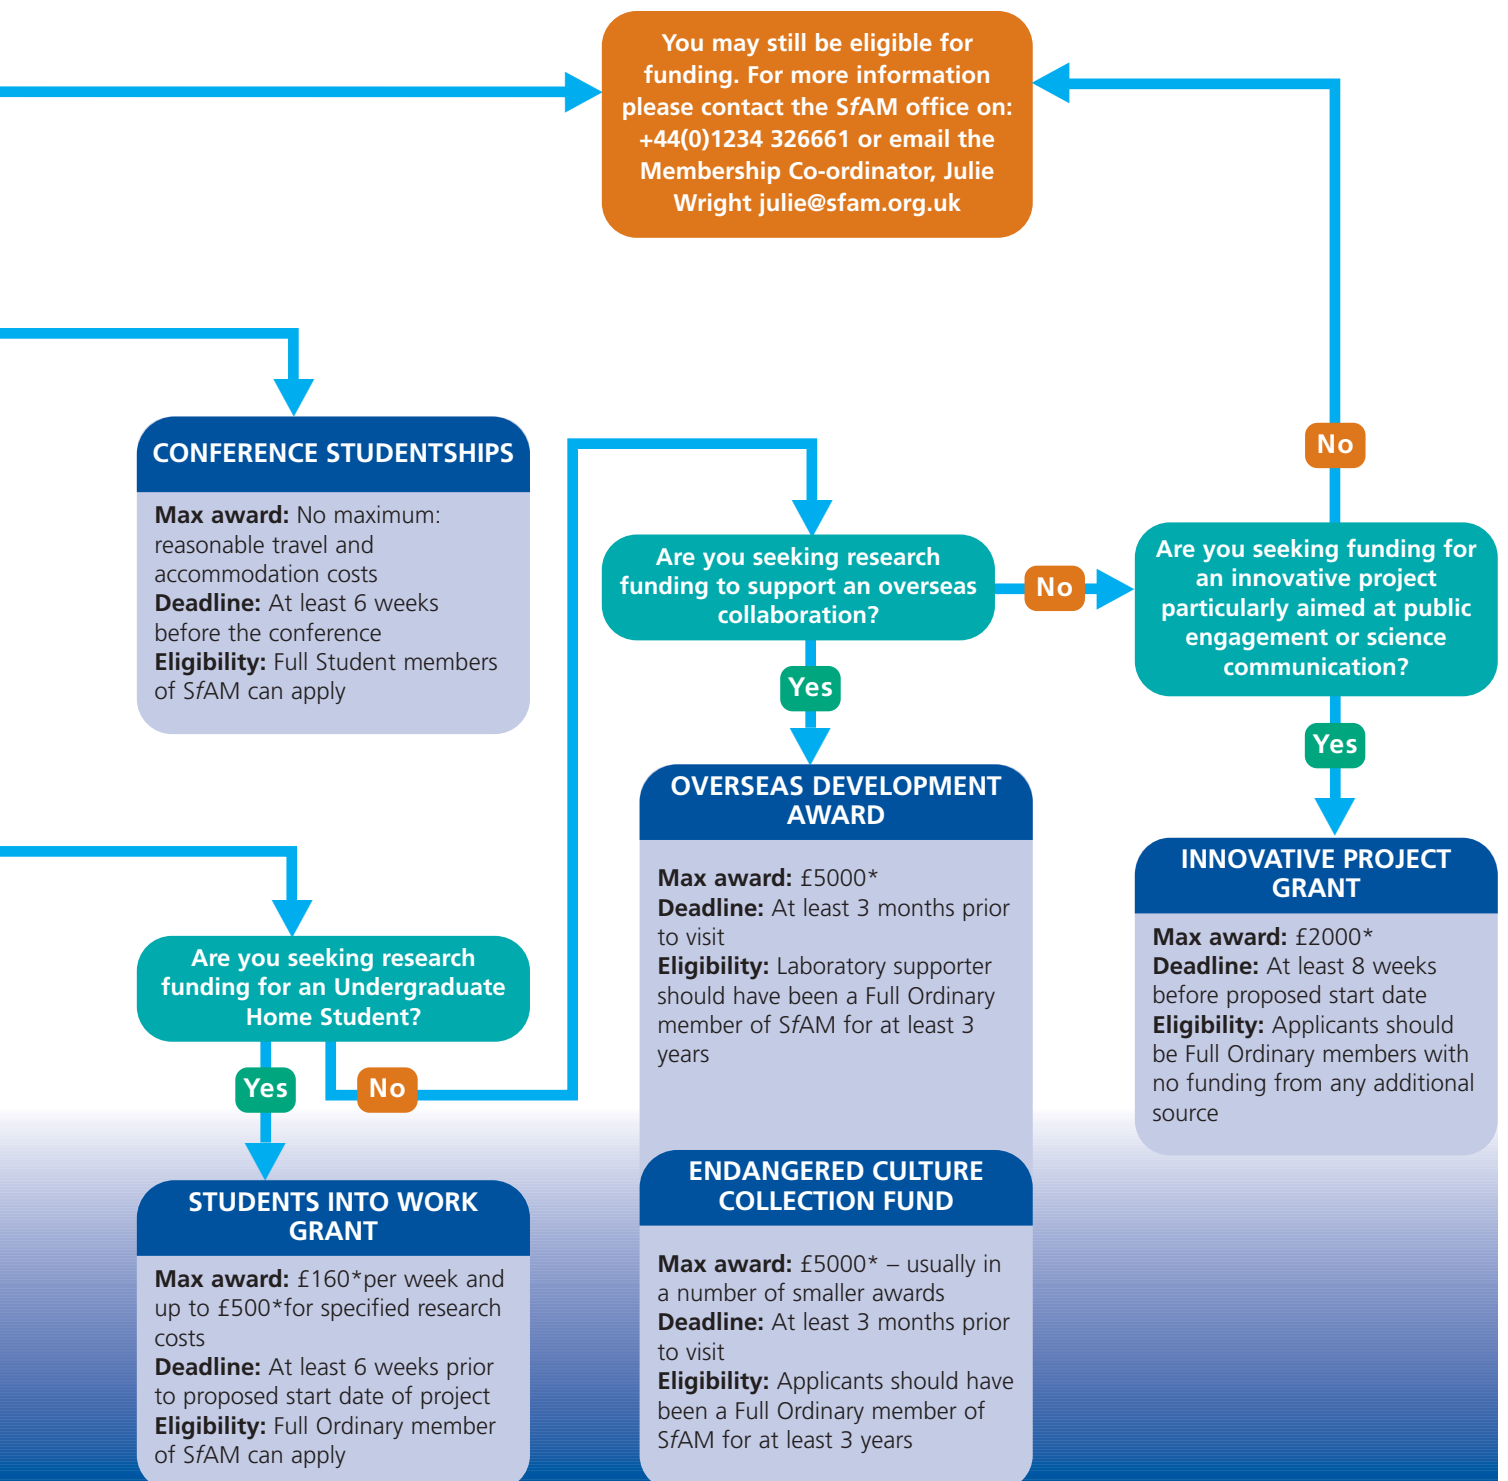 You may still be eligible for
funding. For more information
please contact the SfAM office on:
+44(0)1234 326661 or email the
Membership Co-ordinator, Julie
Wright julie@sfam.org.uk
CONFERENCE STUDENTSHIPS
Max award: No maximum:
reasonable travel and
accommodation costs
Deadline: At least 6 weeks
before the conference
Eligibility: Full Student members
of SfAM can apply
Are you seeking research
funding for an Undergraduate
Home Student?
Yes
No
STUDENTS INTO WORK
GRANT
Max award: £160*per week and
up to £500*for specified research
costs
Deadline: At least 6 weeks prior
to proposed start date of project
Eligibility: Full Ordinary member
of SfAM can apply
Are you seeking research
funding to support an overseas
collaboration?
No
Yes
OVERSEAS DEVELOPMENT
AWARD
Max award: £5000*
Deadline: At least 3 months prior
to visit
Eligibility: Laboratory supporter
should have been a Full Ordinary
member of SfAM for at least 3
years
ENDANGERED CULTURE
COLLECTION FUND
Max award: £5000* – usually in
a number of smaller awards
Deadline: At least 3 months prior
to visit
Eligibility: Applicants should have
been a Full Ordinary member of
SfAM for at least 3 years
No
Are you seeking funding for
an innovative project
particularly aimed at public
engagement or science
communication?
Yes
INNOVATIVE PROJECT
GRANT
Max award: £2000*
Deadline: At least 8 weeks
before proposed start date
Eligibility: Applicants should
be Full Ordinary members with
no funding from any additional
source